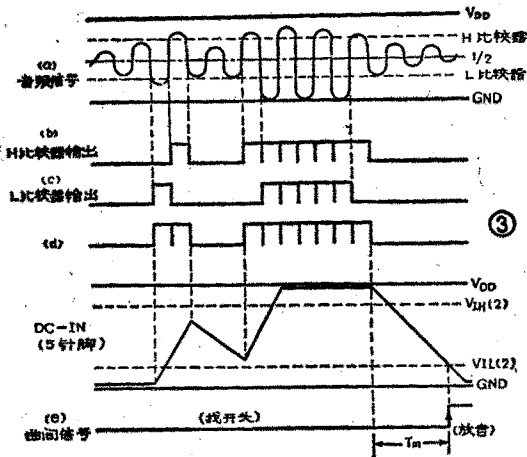 VDD
H比较器
(a)
1/2
音频信号
L比较器
GND
(b)
H比较器输出
(c)
L比较器输出
(d)
③
VDD
VIH(2)
DC-IN
(5针脚)
VIL(2)
GND
(e)
曲间信号
(找开头)
(放音)
Tm